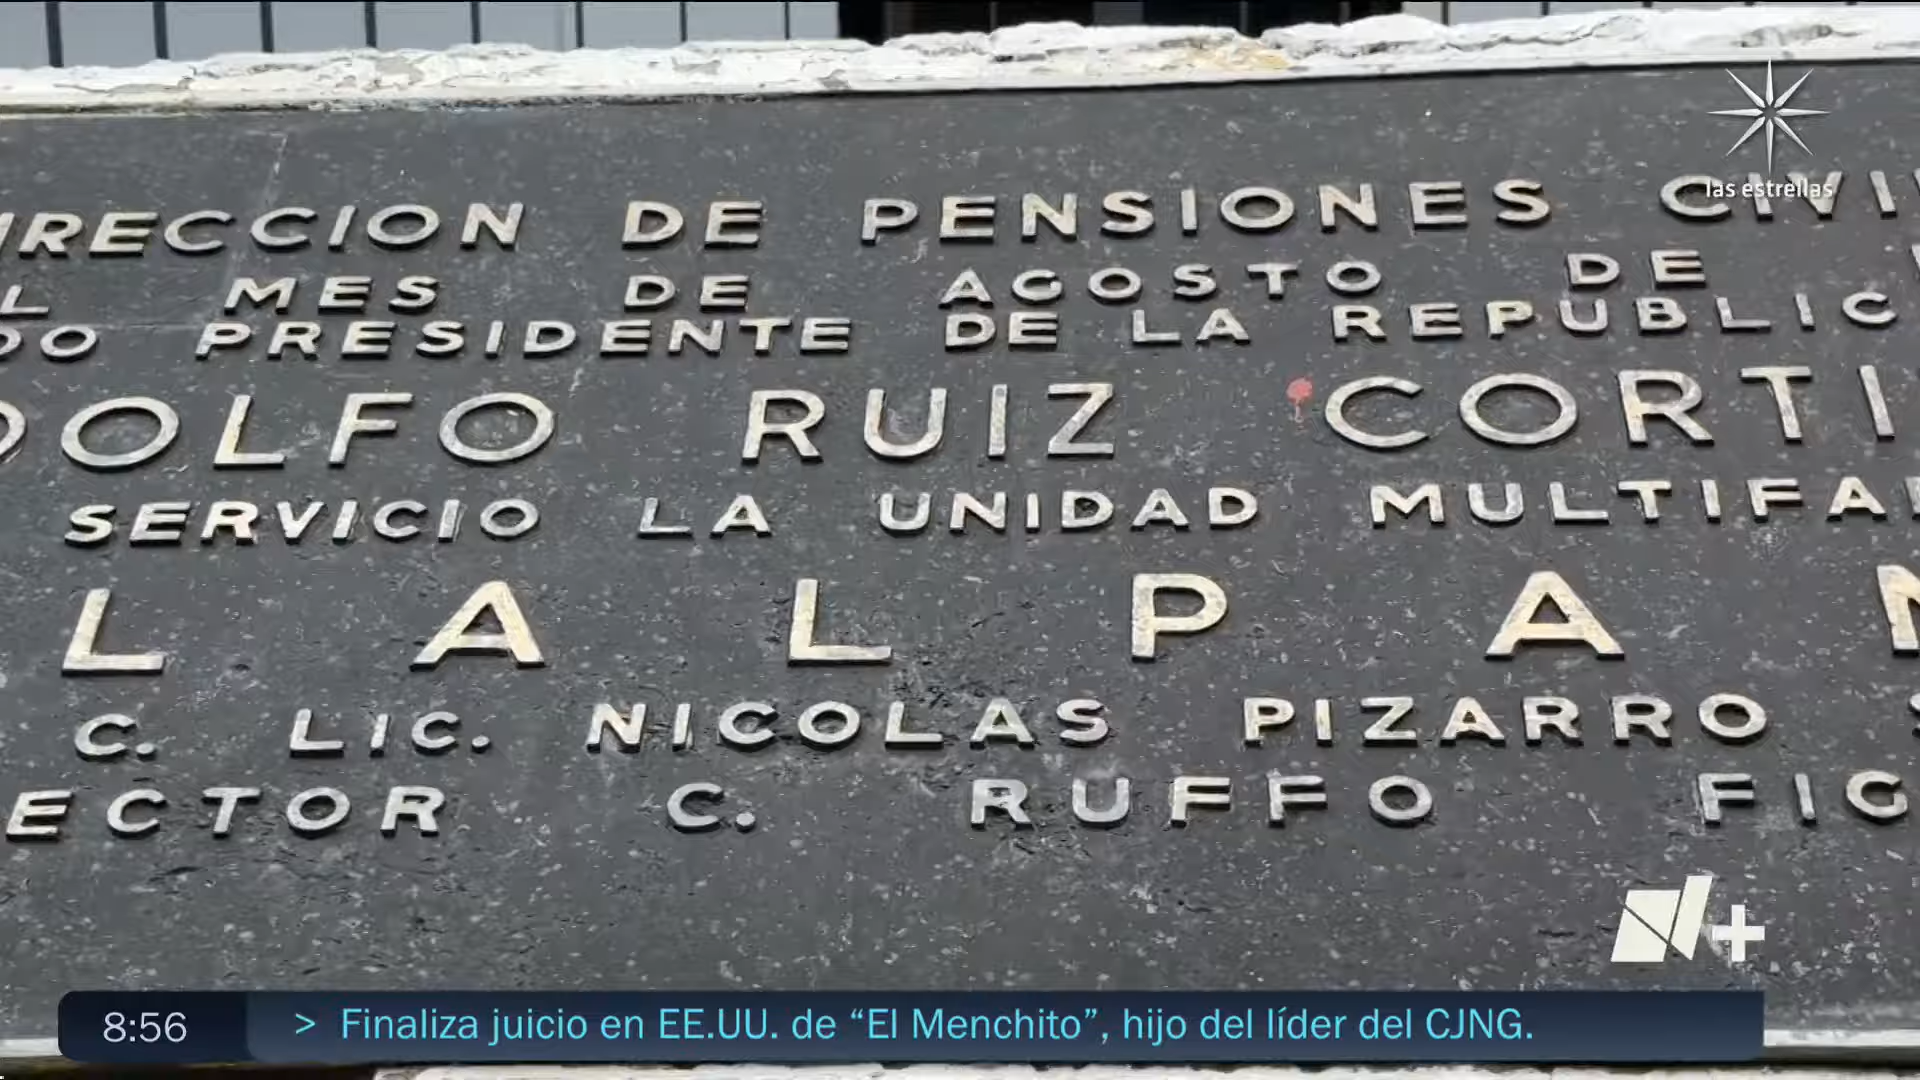 las estrellas
IRECCION DE PENSIONES CIVI
L MES DE AGOSTO DE
DO PRESIDENTE DE LA REPUBLIC
DOLFO RUIZ CORTI
SERVICIO LA UNIDAD MULTIFA
LALPAN
C. LIC. NICOLAS PIZARRO S
ECTOR C. RUFFO FIG
N+
8:56 > Finaliza juicio en EE.UU. de “El Menchito”, hijo del líder del CJNG.